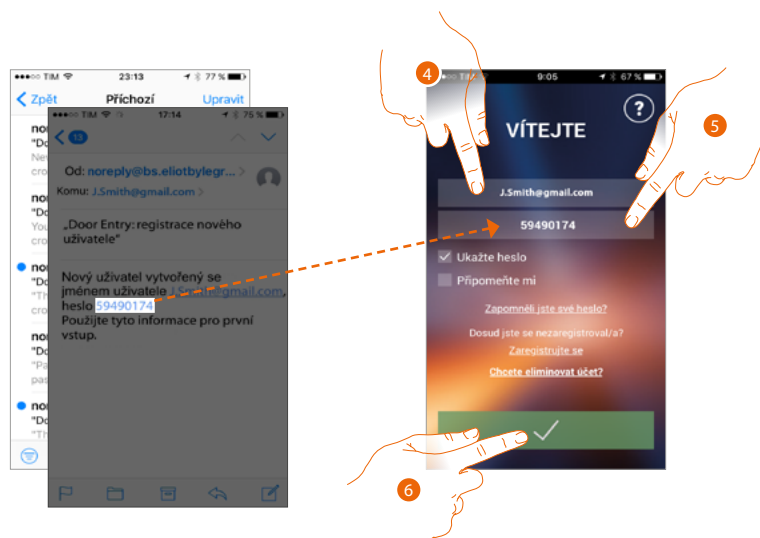 ●●●○○ TIM 23:13 77 %
Zpět Příchozí Upravit
●●●○○ TIM 17:14 75 %
13
Od: noreply@bs.eliotbylegr...
Komu: J.Smith@gmail.com
„Door Entry: registrace nového
uživatele“
Nový uživatel vytvořený se
jménem uživatele J.Smith@gmail.com,
heslo 59490174
Použijte tyto informace pro první
vstup.
4
TIM 9:05 67 %
?
VÍTEJTE
5
J.Smith@gmail.com
59490174
Ukažte heslo
Připomeňte mi
Zapomněli jste své heslo?
Dosud jste se nezaregistroval/a?
Zaregistrujte se
Chcete eliminovat účet?
6